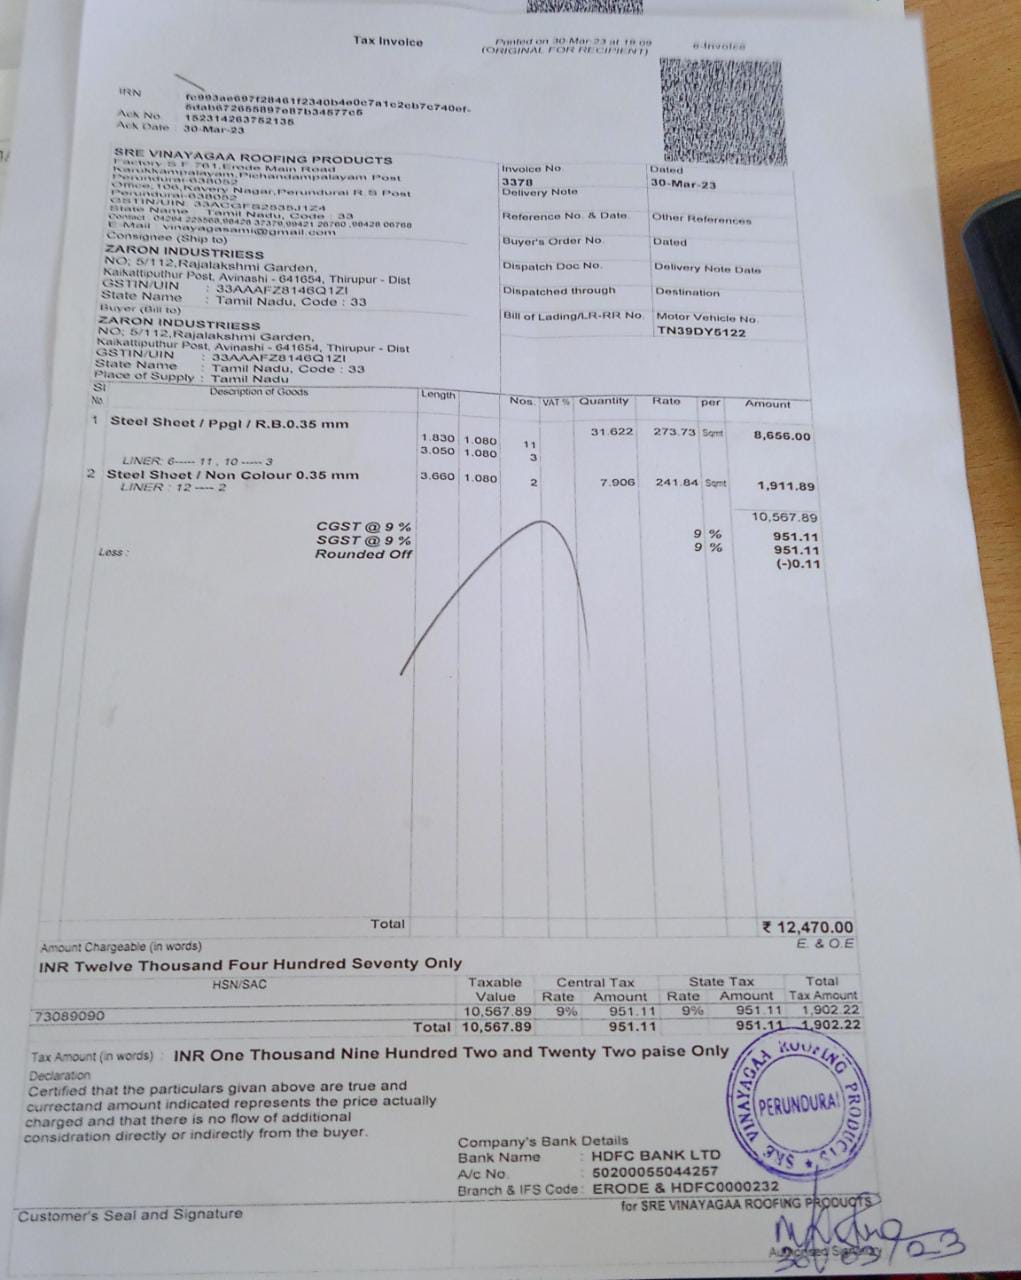 Tax Invoice
Printed on 30-Mar-23 at 19:09
(ORIGINAL FOR RECIPIENT)
e-Invoice
IRN
fc993ae697f28461f2340b4e0c7a1c2cb7c740ef-
5dab672655897e87b34577c5
Ack No : 152314263752135
Ack Date : 30-Mar-23
SRE VINAYAGAA ROOFING PRODUCTS
Factory S.F 761,Erode Main Road
Karukkampalayam,Pichandampalayam Post
Perundurai-638052
Office,106,Kavery Nagar,Perundurai R S Post
Perundurai-638052
GSTIN/UIN: 33ACGFS2535J1Z4
State Name : Tamil Nadu, Code : 33
Contact : 04294 225568,98428 37379,99421 26760 ,98428 06768
E-Mail : vinayagasami@gmail.com
Invoice No.
3378
Dated
30-Mar-23
Delivery Note
Reference No. & Date.
Other References
Buyer's Order No.
Dated
Dispatch Doc No.
Delivery Note Date
Dispatched through
Destination
Bill of Lading/LR-RR No.
Motor Vehicle No.
TN39DY5122
Consignee (Ship to)
ZARON INDUSTRIESS
NO; 5/112,Rajalakshmi Garden,
Kaikattiputhur Post, Avinashi - 641654, Thirupur - Dist
GSTIN/UIN : 33AAAFZ8146Q1ZI
State Name : Tamil Nadu, Code : 33
Buyer (Bill to)
ZARON INDUSTRIESS
NO; 5/112,Rajalakshmi Garden,
Kaikattiputhur Post, Avinashi - 641654, Thirupur - Dist
GSTIN/UIN : 33AAAFZ8146Q1ZI
State Name : Tamil Nadu, Code : 33
Place of Supply : Tamil Nadu
Sl No. Description of Goods Length Nos. VAT % Quantity Rate per Amount
1 Steel Sheet / Ppgl / R.B.0.35 mm 31.622 273.73 Sqmt 8,656.00
1.830 1.080 11
3.050 1.080 3
LINER: 6----- 11 , 10 ----- 3
2 Steel Sheet / Non Colour 0.35 mm 3.660 1.080 2 7.906 241.84 Sqmt 1,911.89
LINER : 12 ---- 2
10,567.89
CGST @ 9 % 9 % 951.11
SGST @ 9 % 9 % 951.11
Less : Rounded Off (-)0.11
Total ₹ 12,470.00
Amount Chargeable (in words) E. & O.E
INR Twelve Thousand Four Hundred Seventy Only
HSN/SAC Taxable Value Central Tax Rate Amount State Tax Rate Amount Total Tax Amount
73089090 10,567.89 9% 951.11 9% 951.11 1,902.22
Total 10,567.89 951.11 951.11 1,902.22
Tax Amount (in words) : INR One Thousand Nine Hundred Two and Twenty Two paise Only
Declaration
Certified that the particulars givan above are true and
currectand amount indicated represents the price actually
charged and that there is no flow of additional
considration directly or indirectly from the buyer.
Company's Bank Details
Bank Name : HDFC BANK LTD
A/c No. : 50200055044257
Branch & IFS Code : ERODE & HDFC0000232
SRE VINAYAGAA ROOFING PRODUCTS
PERUNDURAI
Customer's Seal and Signature
for SRE VINAYAGAA ROOFING PRODUCTS
Authorised Signatory
30/03/23